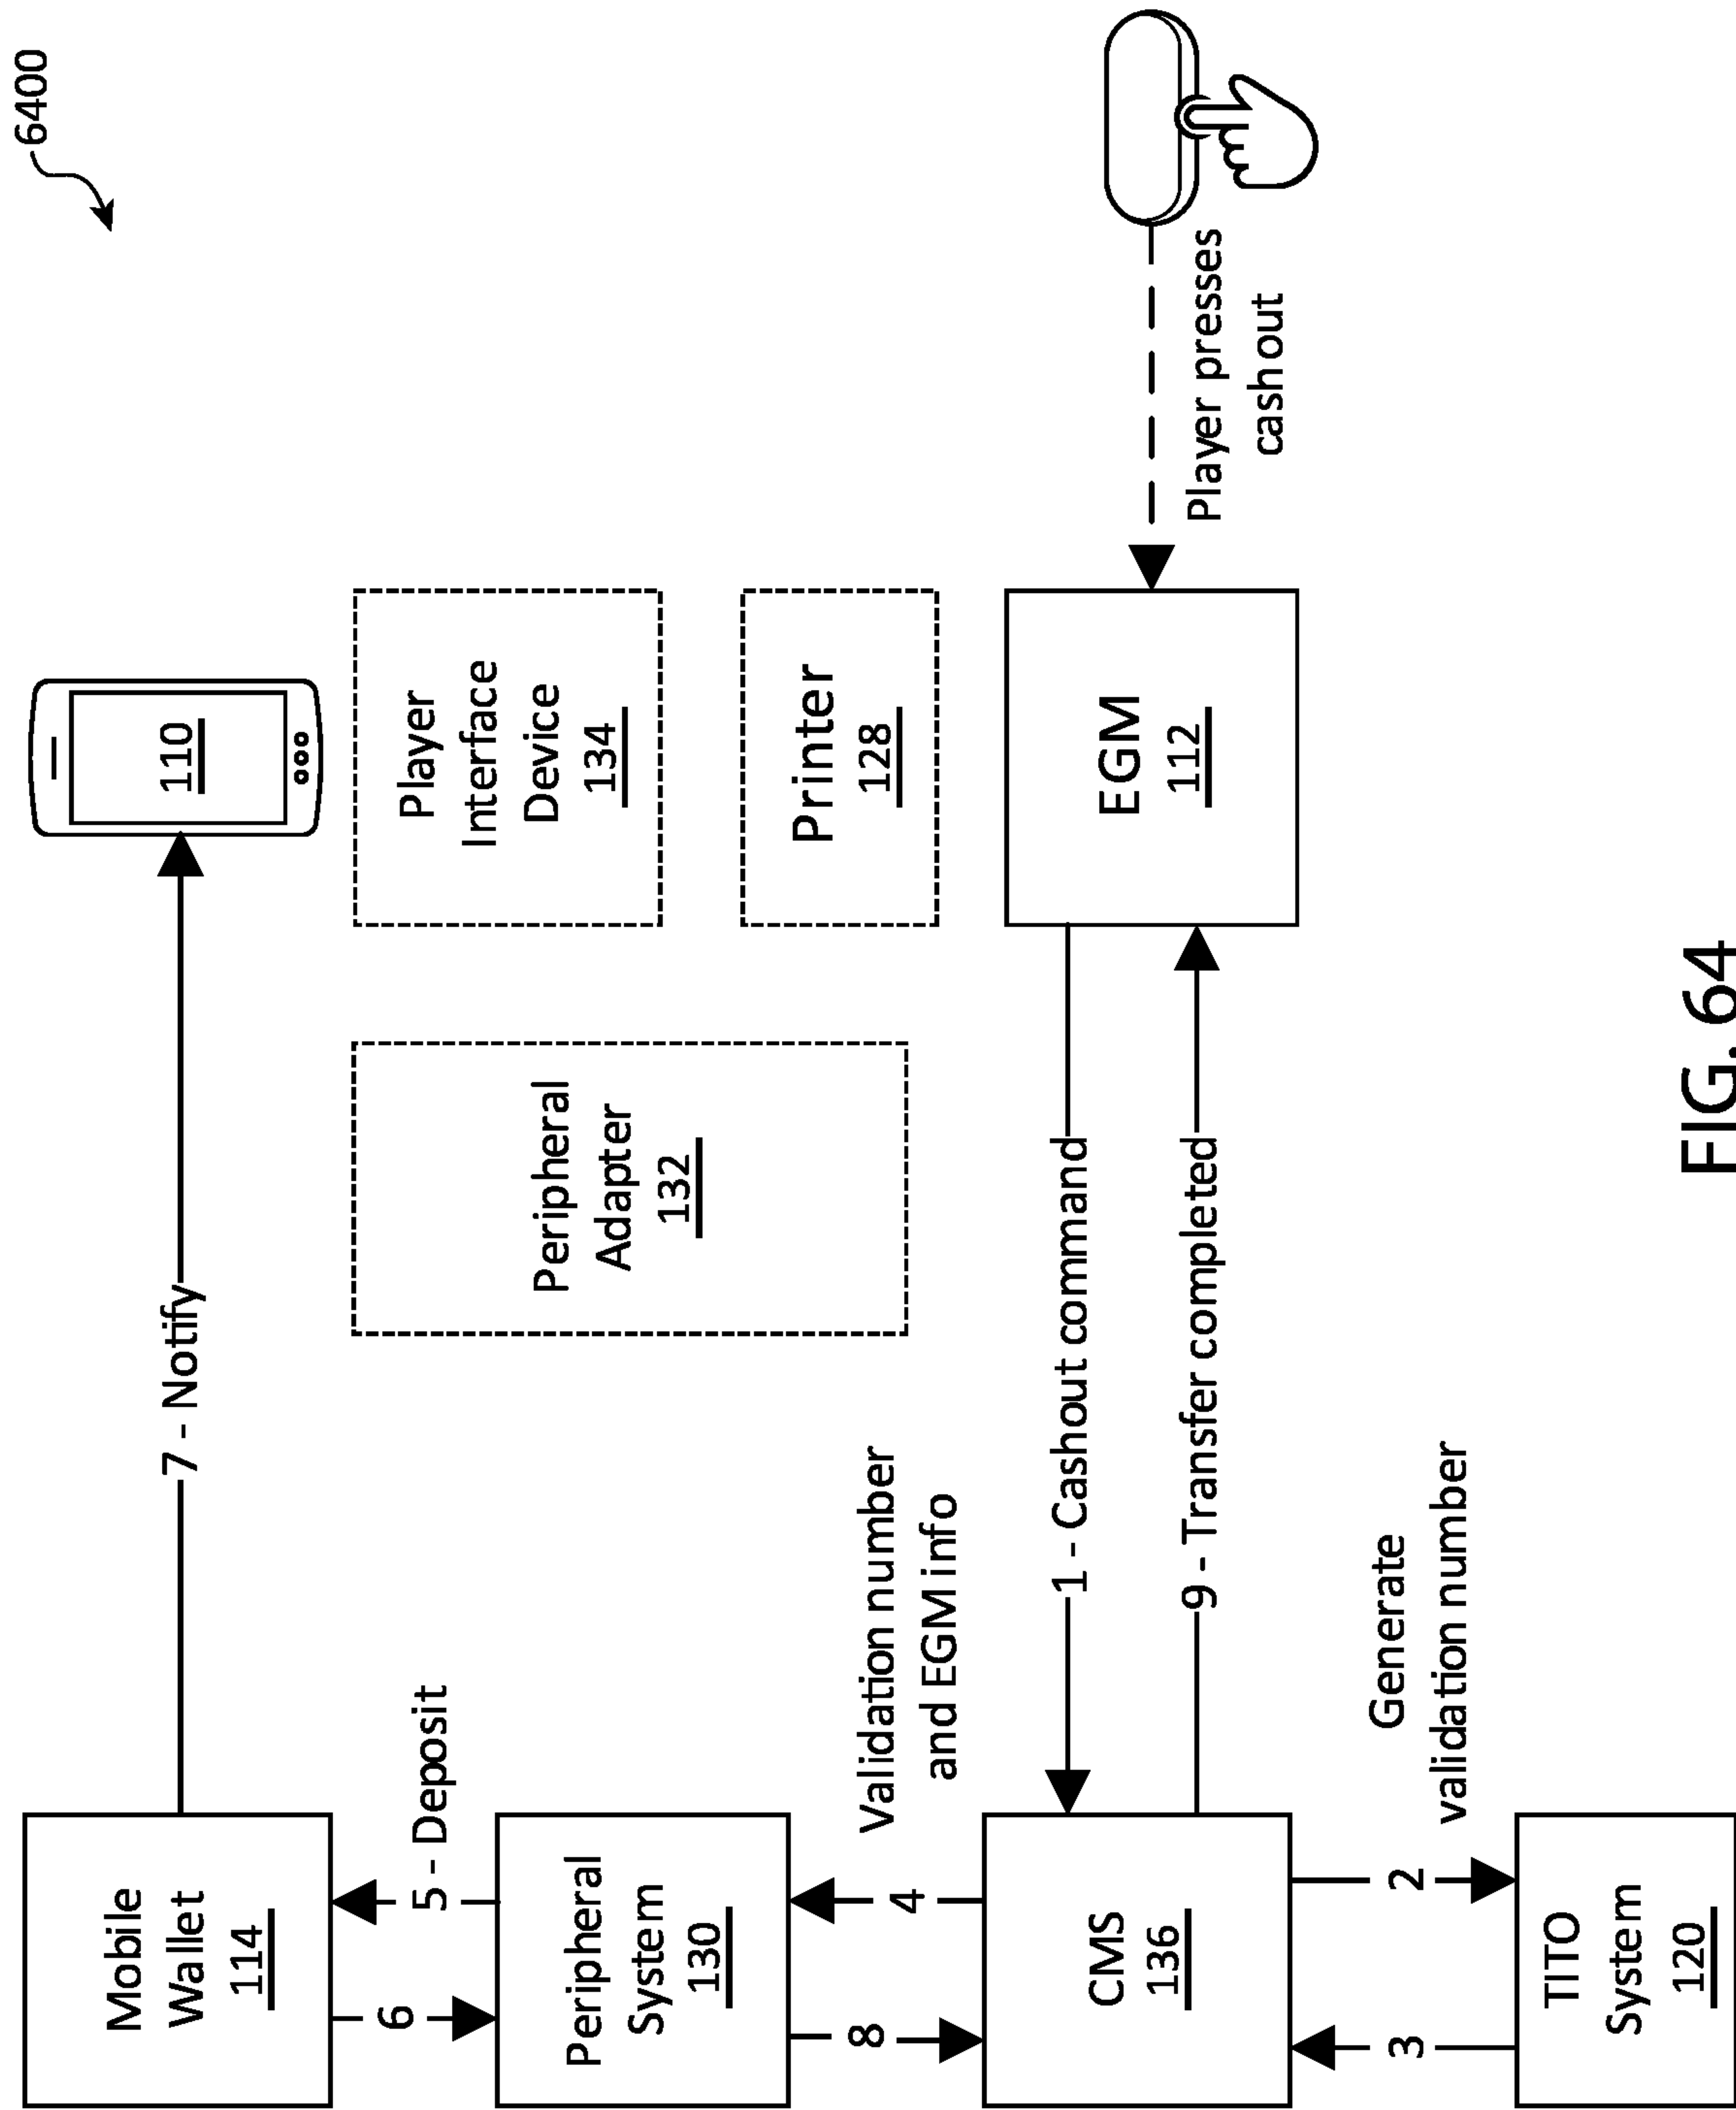 6400
Mobile
Wallet
114
7 - Notify
110
5 - Deposit
6
Peripheral
System
130
Peripheral
Adapter
132
Player
Interface
Device
134
Printer
128
Validation number
and EGM info
4
8
CMS
136
1 - Cashout command
9 - Transfer completed
EGM
112
Player presses
cash out
Generate
validation number
2
3
TITO
System
120
FIG. 64